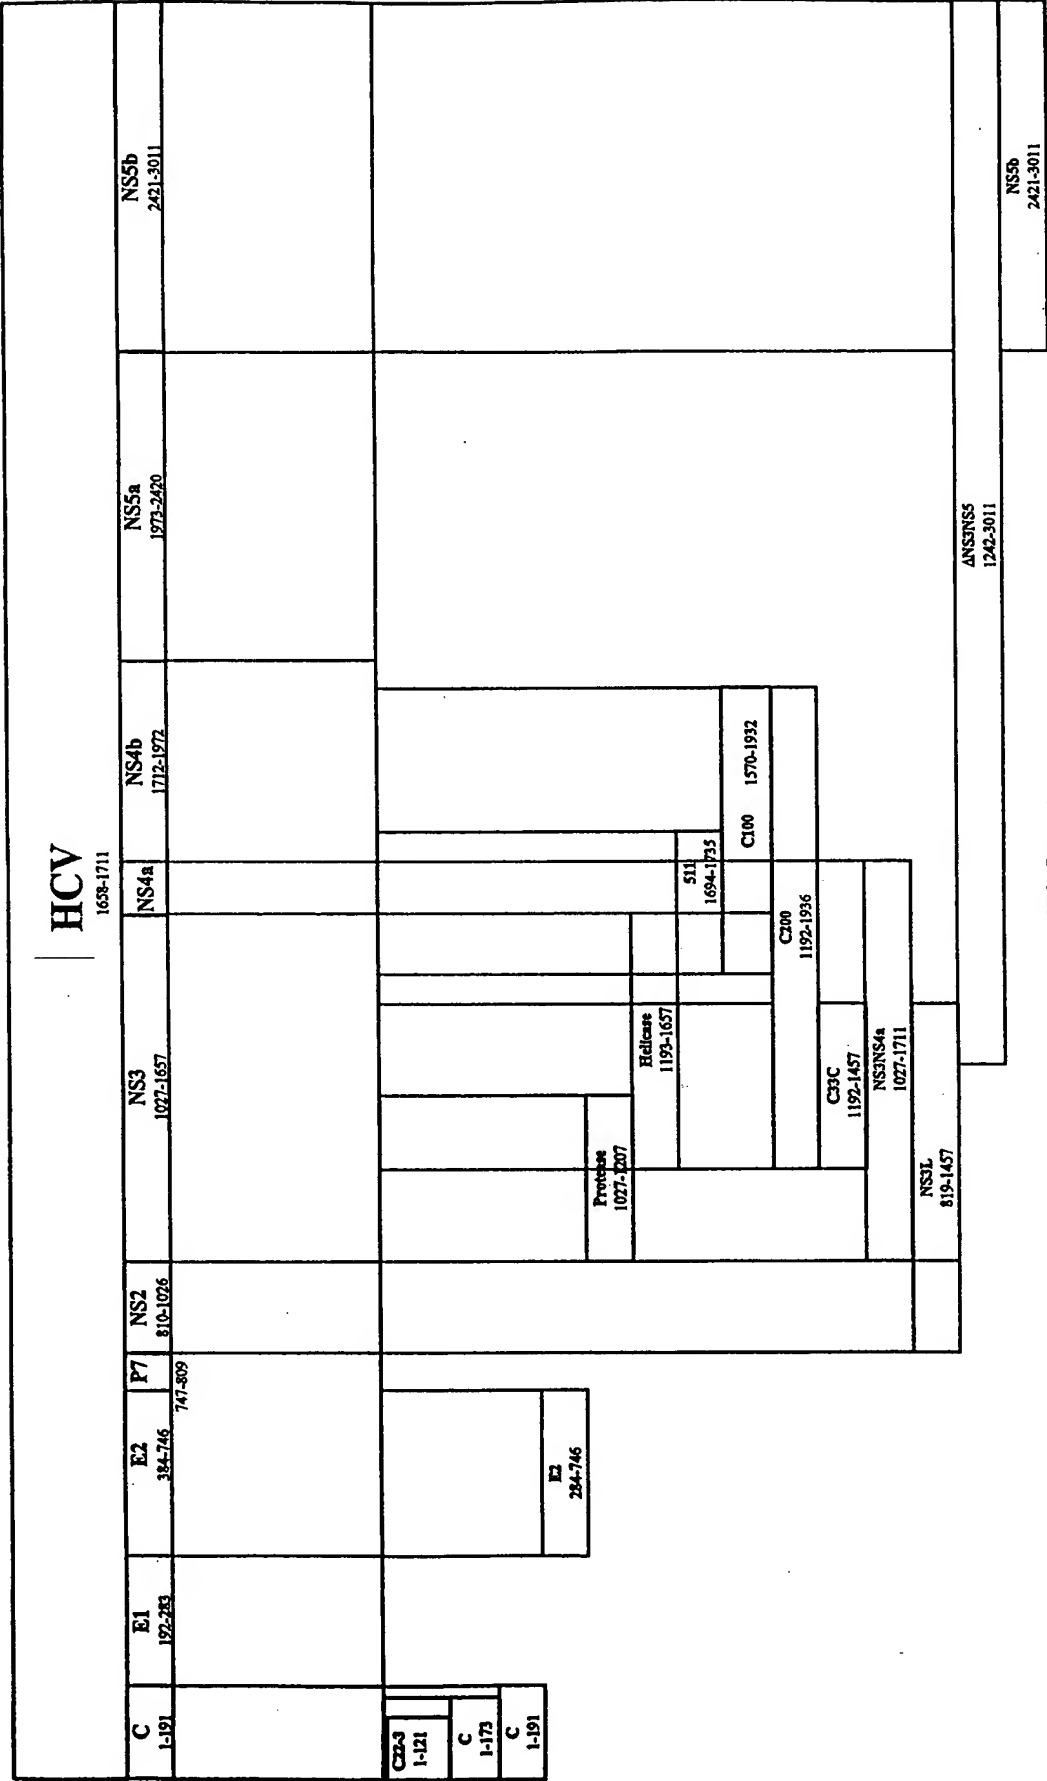 HCV
1658-1711
C
1-191
E1
192-283
E2
384-746
P7
747-809
NS2
810-1026
NS3
1027-1657
NS4a
NS4b
1712-1972
NS5a
1973-2420
NS5b
2421-3011
C22-3
1-121
C
1-173
C
1-191
E2
284-746
Protease
1027-1207
Helicase
1193-1657
511
1694-1735
C100 1570-1932
C200
1192-1936
C33C
1192-1457
NS3NS4a
1027-1711
NS3L
819-1457
ΔNS3NS5
1242-3011
NS5b
2421-3011